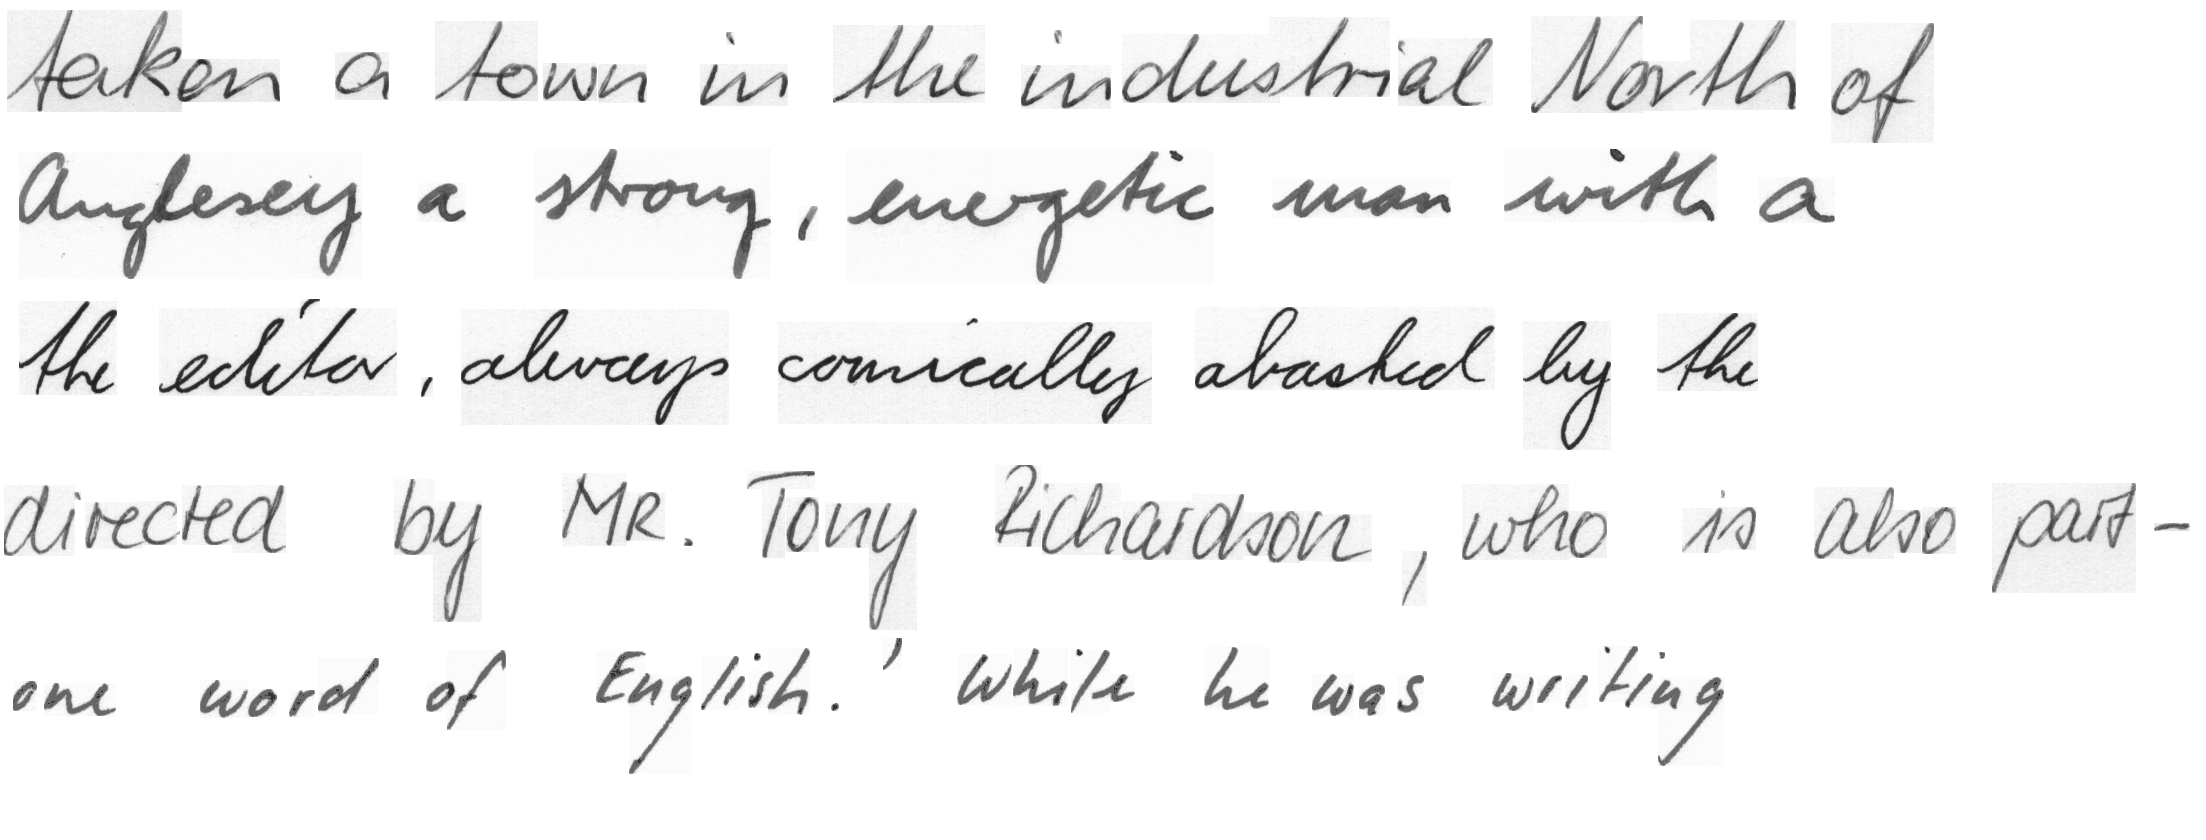 taken a town in the industrial North of
Anglesey a strong, energetic man with a
the editor, always comically abashed by the
directed by MR. Tony Richardson, who is also part-
one word of English.' While he was writing